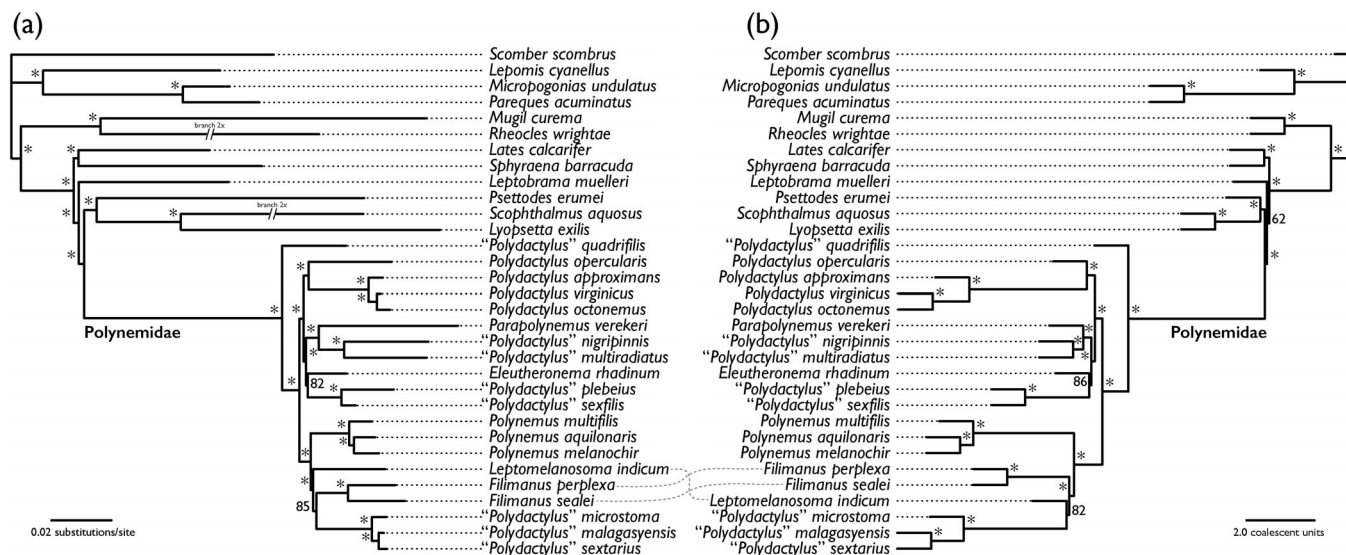 (a)
(b)
Scomber scombrus
Lepomis cyanellus
Micropogonias undulatus
Pareques acuminatus
Mugil curema
branch 2x
Rheocles wrightae
Lates calcarifer
Sphyraena barracuda
Leptobrama muelleri
branch 2x
Psettodes erumei
Scophthalmus aquosus
Lyopsetta exilis
"Polydactylus" quadrifilis
Polydactylus opercularis
Polydactylus approximans
Polydactylus virginicus
Polydactylus octonemus
Polynemidae
Parapolynemus verekeri
"Polydactylus" nigripinnis
"Polydactylus" multiradiatus
82
Eleutheronema rhadinum
"Polydactylus" plebeius
"Polydactylus" sexfilis
Polynemus multifilis
Polynemus aquilonaris
Polynemus melanochir
Leptomelanosoma indicum
Filimanus perplexa
85
Filimanus sealei
"Polydactylus" microstoma
"Polydactylus" malagasyensis
"Polydactylus" sextarius
0.02 substitutions/site
Scomber scombrus
Lepomis cyanellus
Micropogonias undulatus
Pareques acuminatus
Mugil curema
Rheocles wrightae
Lates calcarifer
Sphyraena barracuda
Leptobrama muelleri
Psettodes erumei
Scophthalmus aquosus
62
Lyopsetta exilis
"Polydactylus" quadrifilis
Polydactylus opercularis
Polydactylus approximans
Polydactylus virginicus
Polydactylus octonemus
Polynemidae
Parapolynemus verekeri
"Polydactylus" nigripinnis
"Polydactylus" multiradiatus
Eleutheronema rhadinum
86
"Polydactylus" plebeius
"Polydactylus" sexfilis
Polynemus multifilis
Polynemus aquilonaris
Polynemus melanochir
Filimanus perplexa
Filimanus sealei
Leptomelanosoma indicum
82
"Polydactylus" microstoma
"Polydactylus" malagasyensis
"Polydactylus" sextarius
2.0 coalescent units